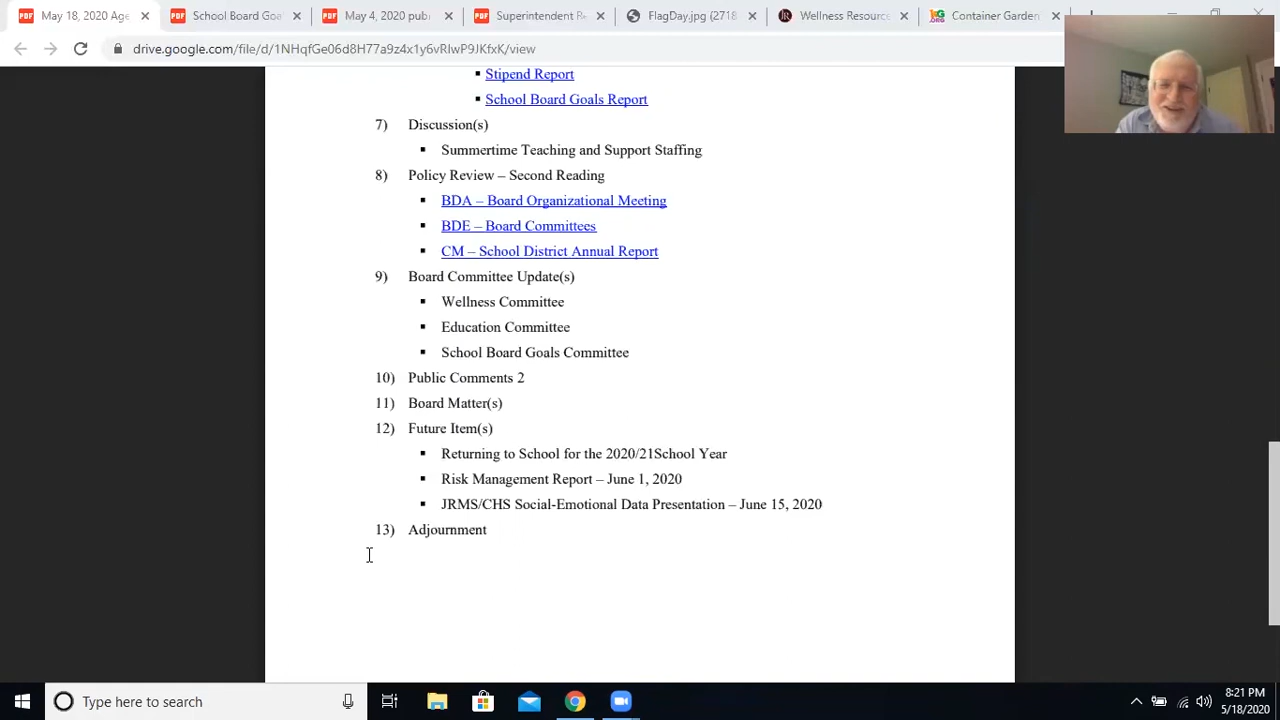 May 18, 2020 Age
School Board Goa
May 4, 2020 pub
Superintendent R
FlagDay.jpg (2718
Wellness Resourc
Container Garden
drive.google.com/file/d/1NHqfGe06d8H77a9z4x1y6vRlwP9JKfxK/view
Stipend Report
School Board Goals Report
7) Discussion(s)
Summertime Teaching and Support Staffing
8) Policy Review – Second Reading
BDA – Board Organizational Meeting
BDE – Board Committees
CM – School District Annual Report
9) Board Committee Update(s)
Wellness Committee
Education Committee
School Board Goals Committee
10) Public Comments 2
11) Board Matter(s)
12) Future Item(s)
Returning to School for the 2020/21School Year
Risk Management Report – June 1, 2020
JRMS/CHS Social-Emotional Data Presentation – June 15, 2020
13) Adjournment
Type here to search
8:21 PM
5/18/2020